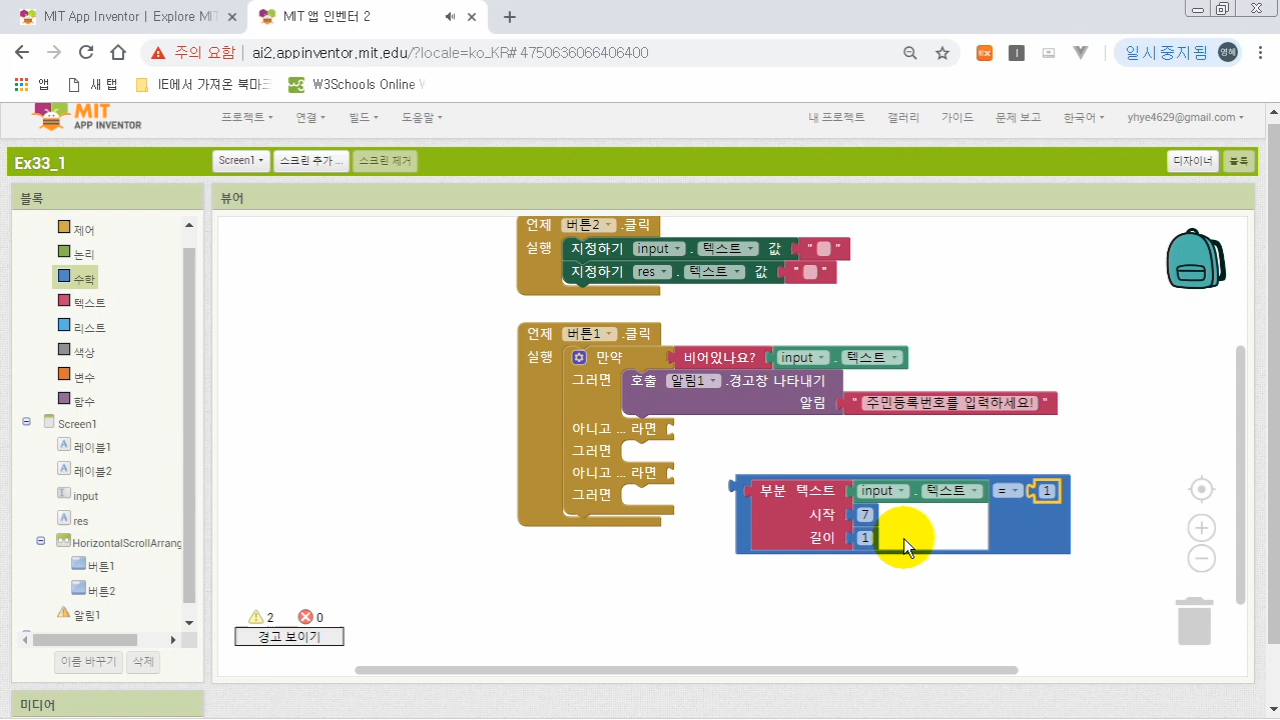 MIT App Inventor | Explore MIT
MIT 앱 인벤터 2
주의 요함 | ai2.appinventor.mit.edu/?locale=ko_KR#4750636066406400
일시중지됨 영혜
앱 새 탭 IE에서 가져온 북마크 W3Schools Online
MIT
APP INVENTOR
프로젝트 연결 빌드 도움말
내 프로젝트 갤러리 가이드 문제 보고 한국어 yhye4629@gmail.com
Ex33_1
Screen1 스크린 추가 ... 스크린 제거
디자이너 블록
블록
뷰어
제어
논리
수학
텍스트
리스트
색상
변수
함수
Screen1
레이블1
레이블2
input
res
HorizontalScrollArrang
버튼1
버튼2
알림1
이름 바꾸기 삭제
미디어
언제 버튼2 .클릭
실행 지정하기 input . 텍스트 값 " "
지정하기 res . 텍스트 값 " "
언제 버튼1 .클릭
실행 만약 비어있나요? input . 텍스트
그러면 호출 알림1 .경고창 나타내기
알림 " 주민등록번호를 입력하세요! "
아니고 ... 라면
그러면
아니고 ... 라면
그러면
부분 텍스트 input . 텍스트 = 1
시작 7
길이 1
2 0
경고 보이기